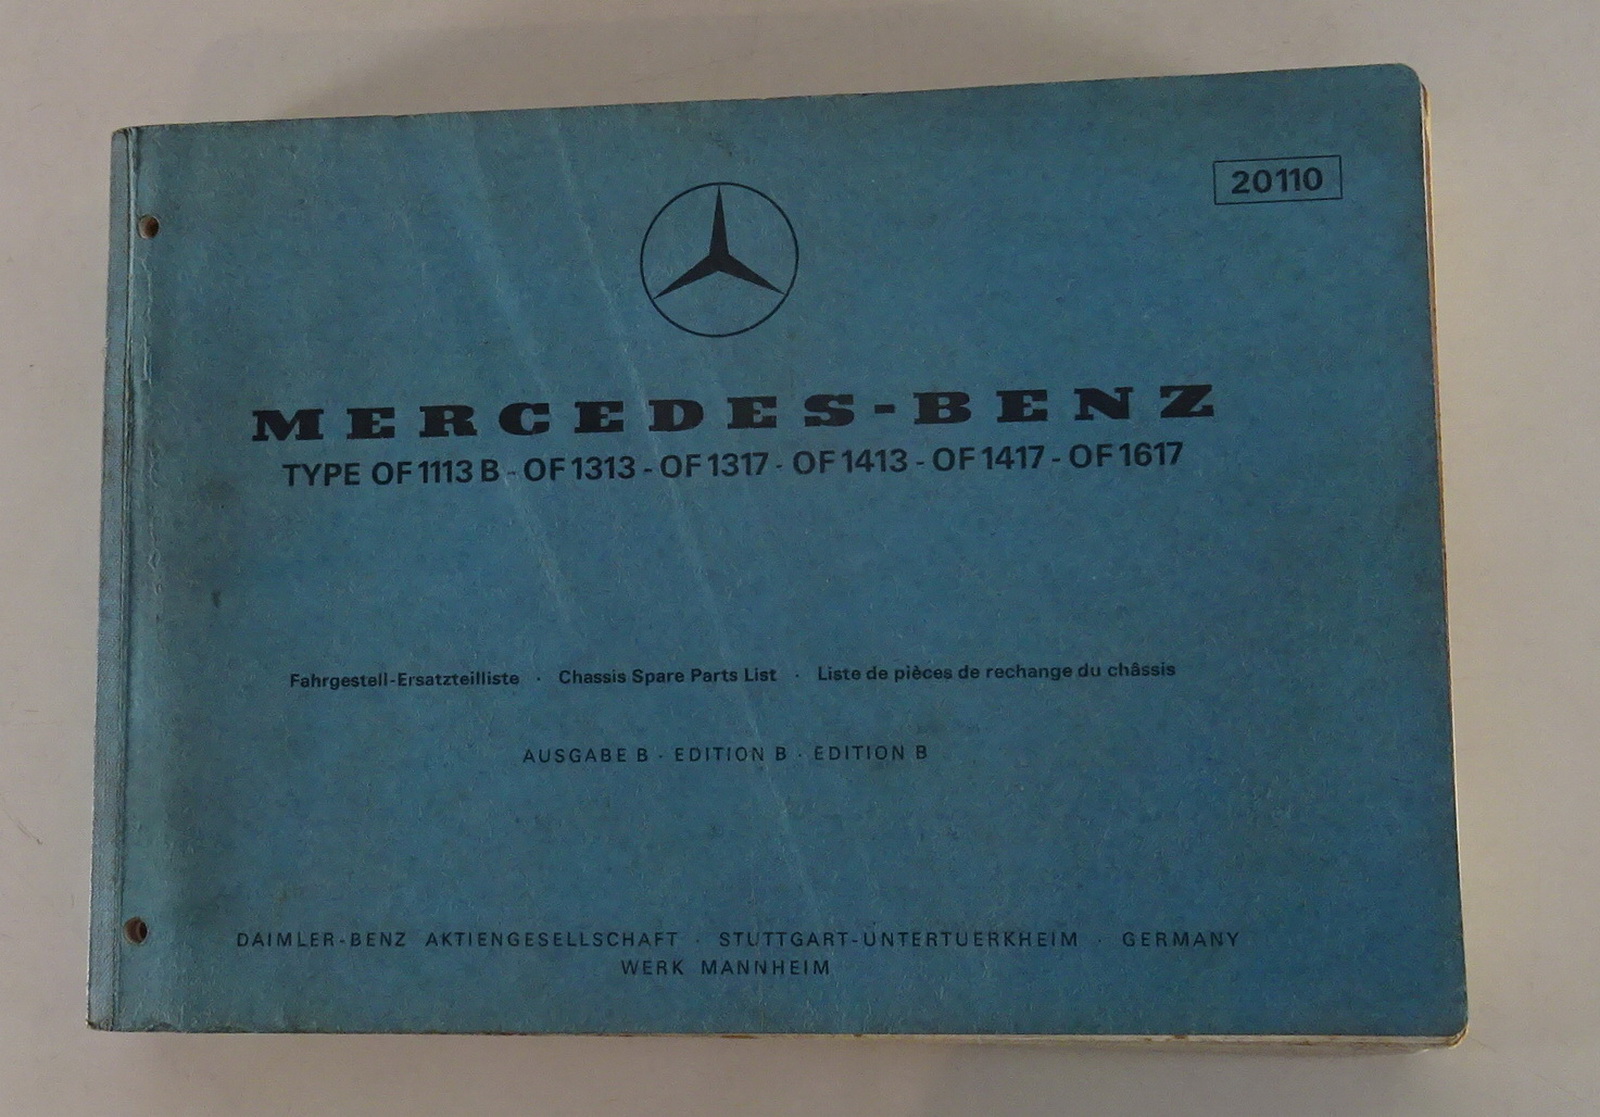 20110
MERCEDES-BENZ
TYPE OF 1113 B - OF 1313 - OF 1317 - OF 1413 - OF 1417 - OF 1617
Fahrgestell-Ersatzteilliste · Chassis Spare Parts List · Liste de pièces de rechange du châssis
AUSGABE B · EDITION B · EDITION B
DAIMLER-BENZ AKTIENGESELLSCHAFT · STUTTGART-UNTERTUERKHEIM · GERMANY
WERK MANNHEIM